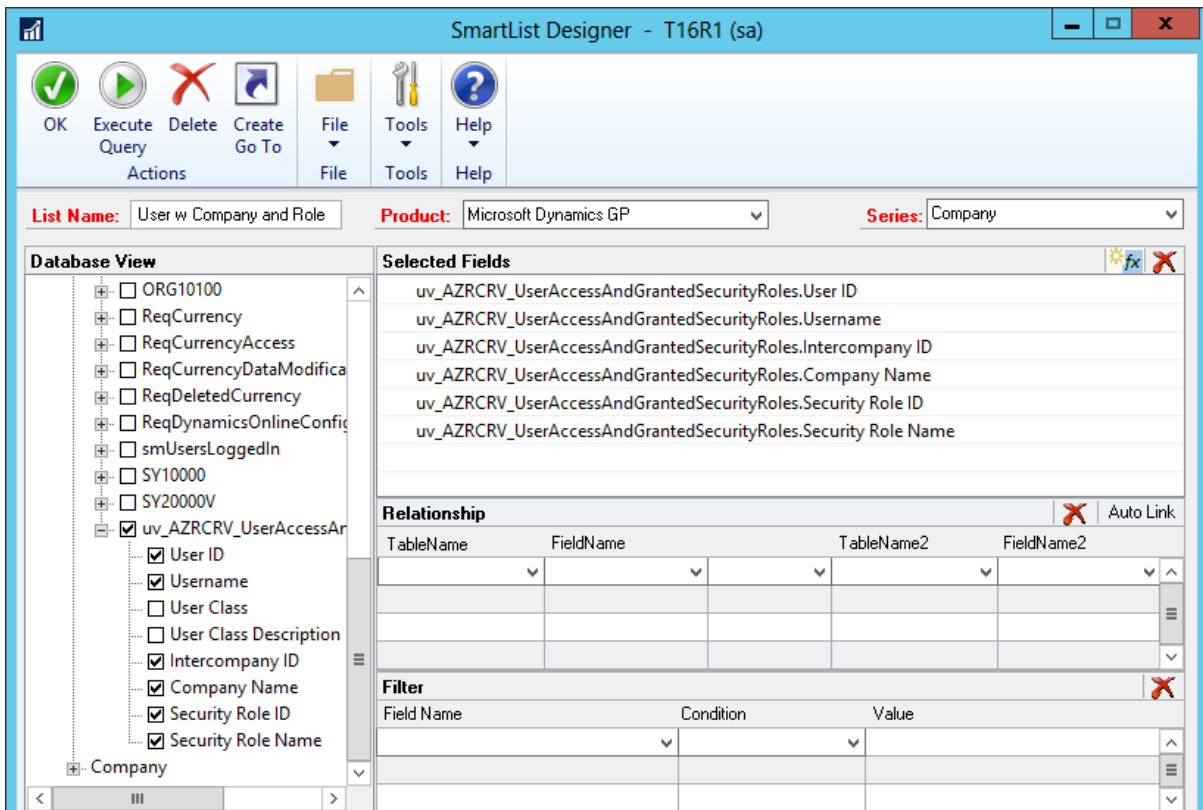 SmartList Designer - T16R1 (sa)
OK
Execute Query
Delete
Create Go To
File
Tools
Help
Actions
File
Tools
Help
List Name: User w Company and Role
Product: Microsoft Dynamics GP
Series: Company
Database View
ORG10100
ReqCurrency
ReqCurrencyAccess
ReqCurrencyDataModifica
ReqDeletedCurrency
ReqDynamicsOnlineConfig
smUsersLoggedIn
SY10000
SY20000V
uv_AZRCRV_UserAccessAn
User ID
Username
User Class
User Class Description
Intercompany ID
Company Name
Security Role ID
Security Role Name
Company
Selected Fields
fx
uv_AZRCRV_UserAccessAndGrantedSecurityRoles.User ID
uv_AZRCRV_UserAccessAndGrantedSecurityRoles.Username
uv_AZRCRV_UserAccessAndGrantedSecurityRoles.Intercompany ID
uv_AZRCRV_UserAccessAndGrantedSecurityRoles.Company Name
uv_AZRCRV_UserAccessAndGrantedSecurityRoles.Security Role ID
uv_AZRCRV_UserAccessAndGrantedSecurityRoles.Security Role Name
Relationship
Auto Link
TableName FieldName TableName2 FieldName2
Filter
Field Name Condition Value